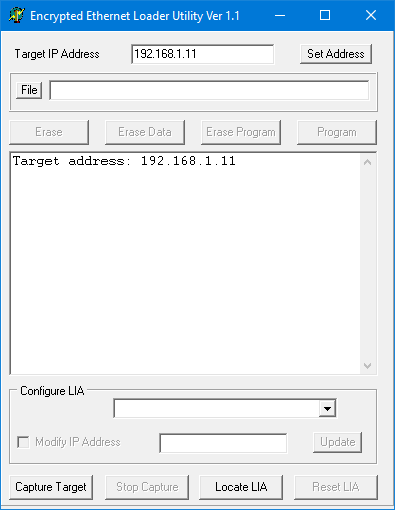 Encrypted Ethernet Loader Utility Ver 1.1
Target IP Address 192.168.1.11 Set Address
File
Erase Erase Data Erase Program Program
Target address: 192.168.1.11
Configure LIA
Modify IP Address Update
Capture Target Stop Capture Locate LIA Reset LIA